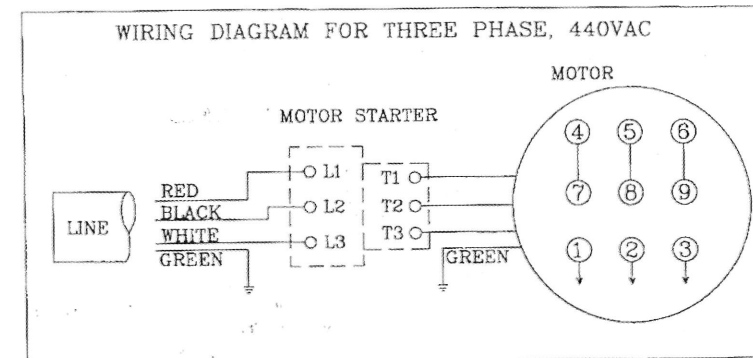 WIRING DIAGRAM FOR THREE PHASE, 440VAC
MOTOR
MOTOR STARTER
4 5 6
L1
T1
RED
7 8 9
LINE
BLACK
L2
T2
WHITE
L3
T3
GREEN
GREEN
1 2 3